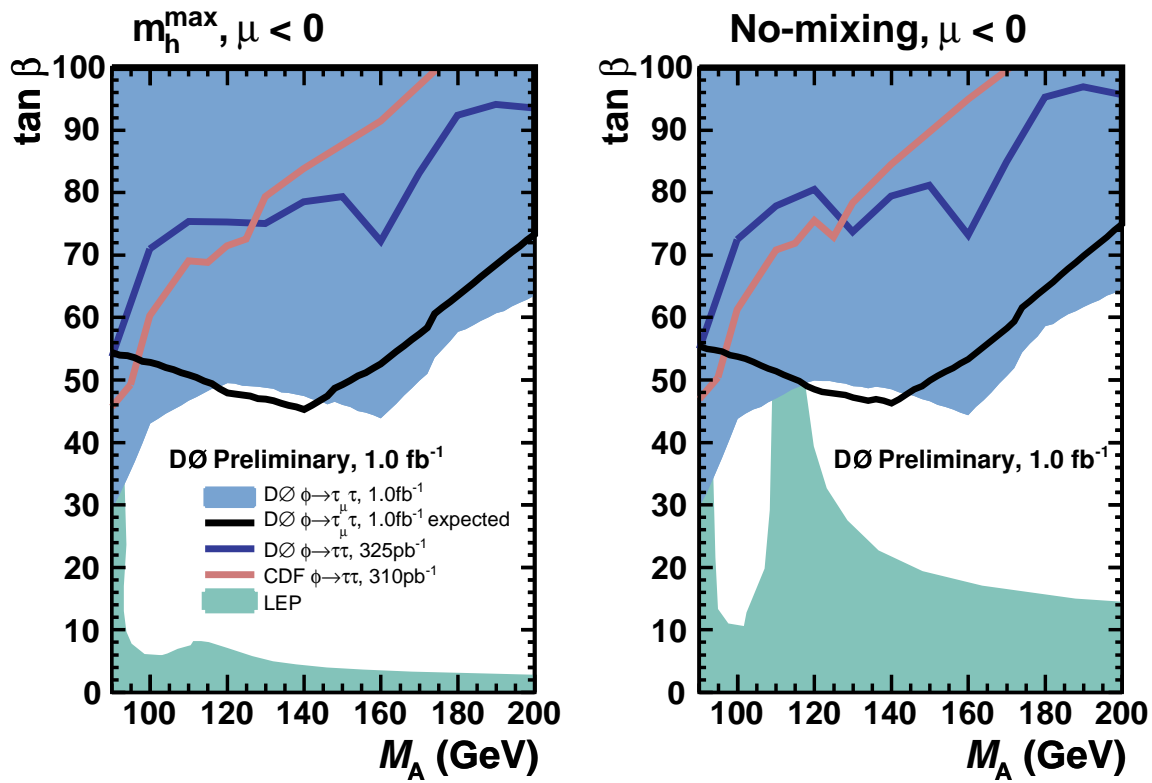 m_h^max, μ < 0
tan β
100
90
80
70
60
50
40
30
20
10
0
DØ Preliminary, 1.0 fb⁻¹
DØ ϕ→τ_μτ, 1.0fb⁻¹
DØ ϕ→τ_μτ, 1.0fb⁻¹ expected
DØ ϕ→ττ, 325pb⁻¹
CDF ϕ→ττ, 310pb⁻¹
LEP
100 120 140 160 180 200
M_A (GeV)
No-mixing, μ < 0
tan β
100
90
80
70
60
50
40
30
20
10
0
DØ Preliminary, 1.0 fb⁻¹
100 120 140 160 180 200
M_A (GeV)